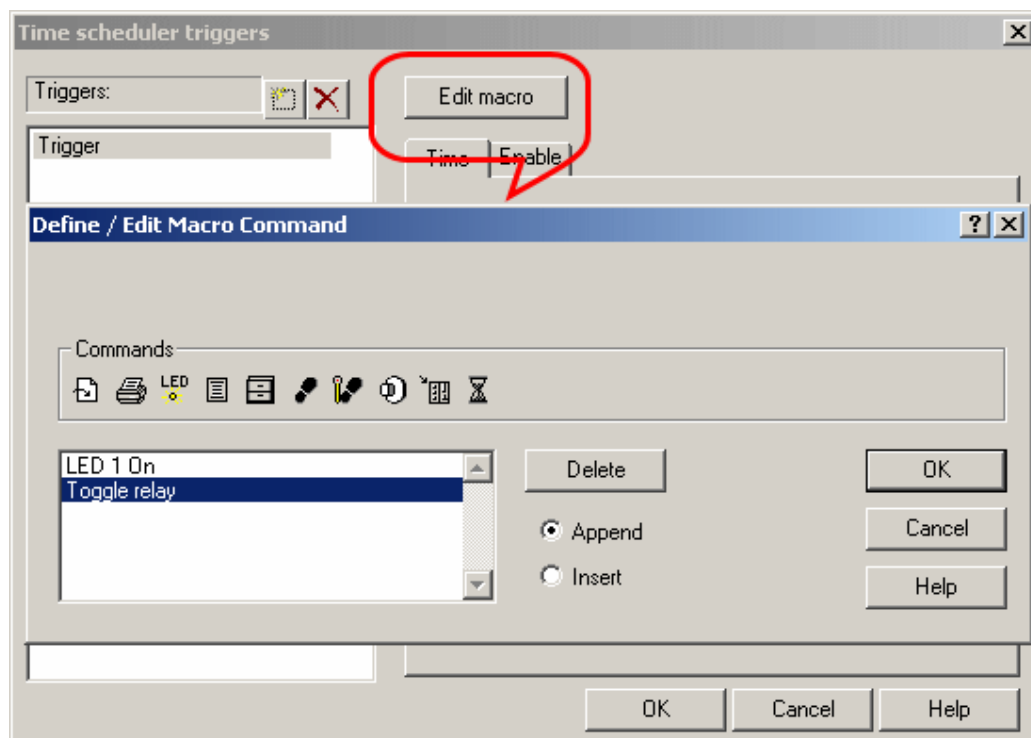 Time scheduler triggers
Triggers:
Edit macro
Trigger
Time Enable
Define / Edit Macro Command
Commands
LED
LED 1 On
Toggle relay
Delete
OK
Append
Cancel
Insert
Help
OK Cancel Help